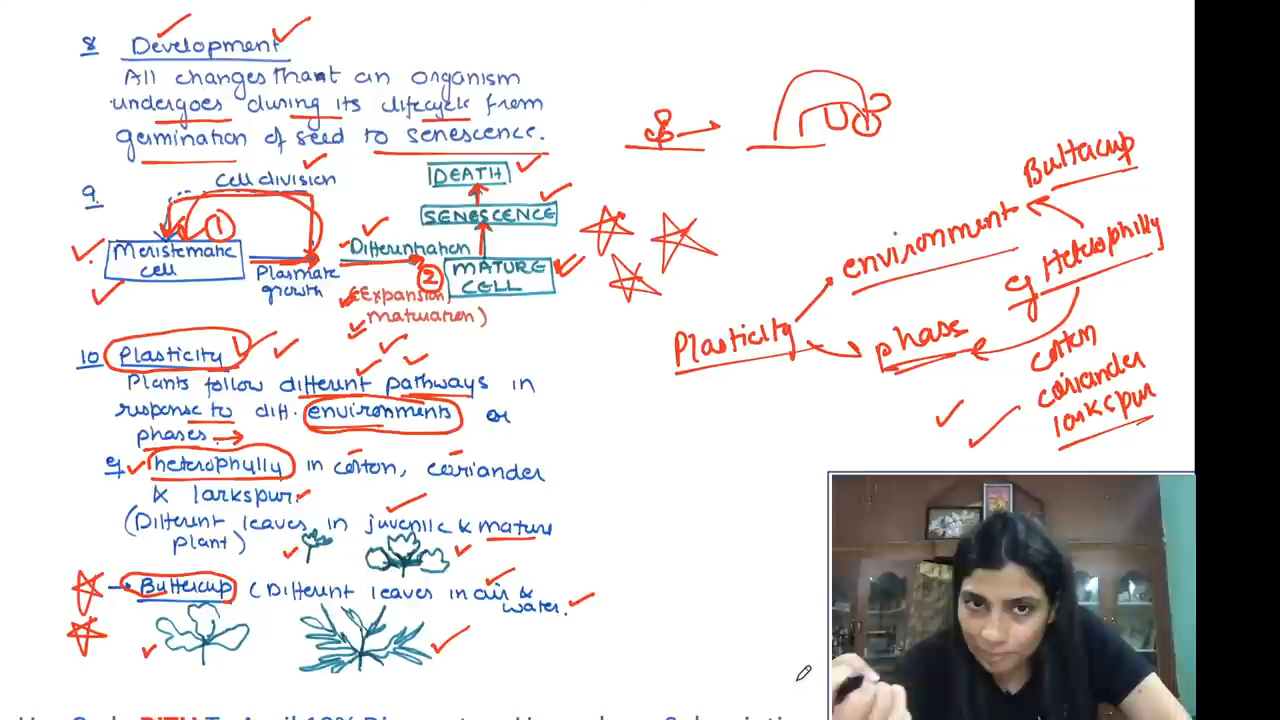 8 Development
All changes thant an organism
undergoes during its lifecycle from
germination of seed to senescence.
9. Cell division
Meristematic
cell
Plasmatic
growth
Differentiation
(Expansion,
maturation)
①
②
DEATH
SENESCENCE
MATURE
CELL
10 Plasticity
Plants follow different pathways in
response to diff. environments or
phases. →
eg heterophylly in cotton, coriander
& larkspur.
(Different leaves in juvenile & mature
plant)
→ Buttercup (Different leaves in air &
water.
Plasticity
environment
phase
Buttacup
eg Heterophilly
cotton
coriander
larkspur